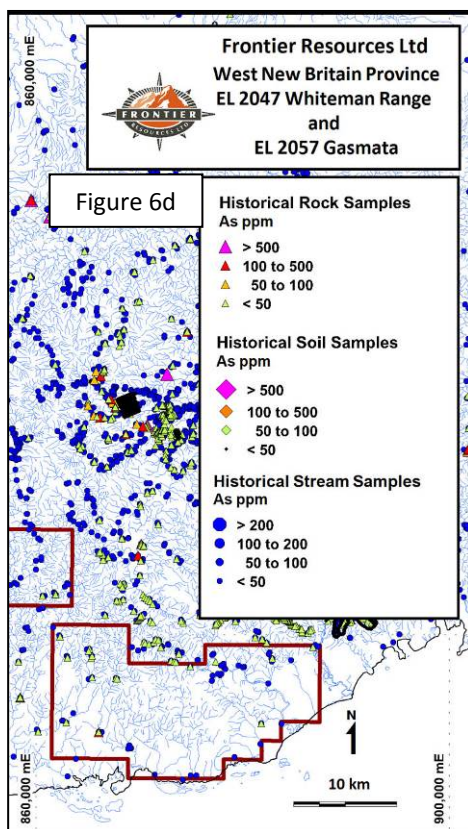 860,000 mE
Frontier Resources Ltd
West New Britain Province
EL 2047 Whiteman Range
and
EL 2057 Gasmata
FRONTIER
RESOURCES LTD
Figure 6d
Historical Rock Samples
As ppm
> 500
100 to 500
50 to 100
< 50
Historical Soil Samples
As ppm
> 500
100 to 500
50 to 100
< 50
Historical Stream Samples
As ppm
> 200
100 to 200
50 to 100
< 50
N
10 km
860,000 mE
900,000 mE